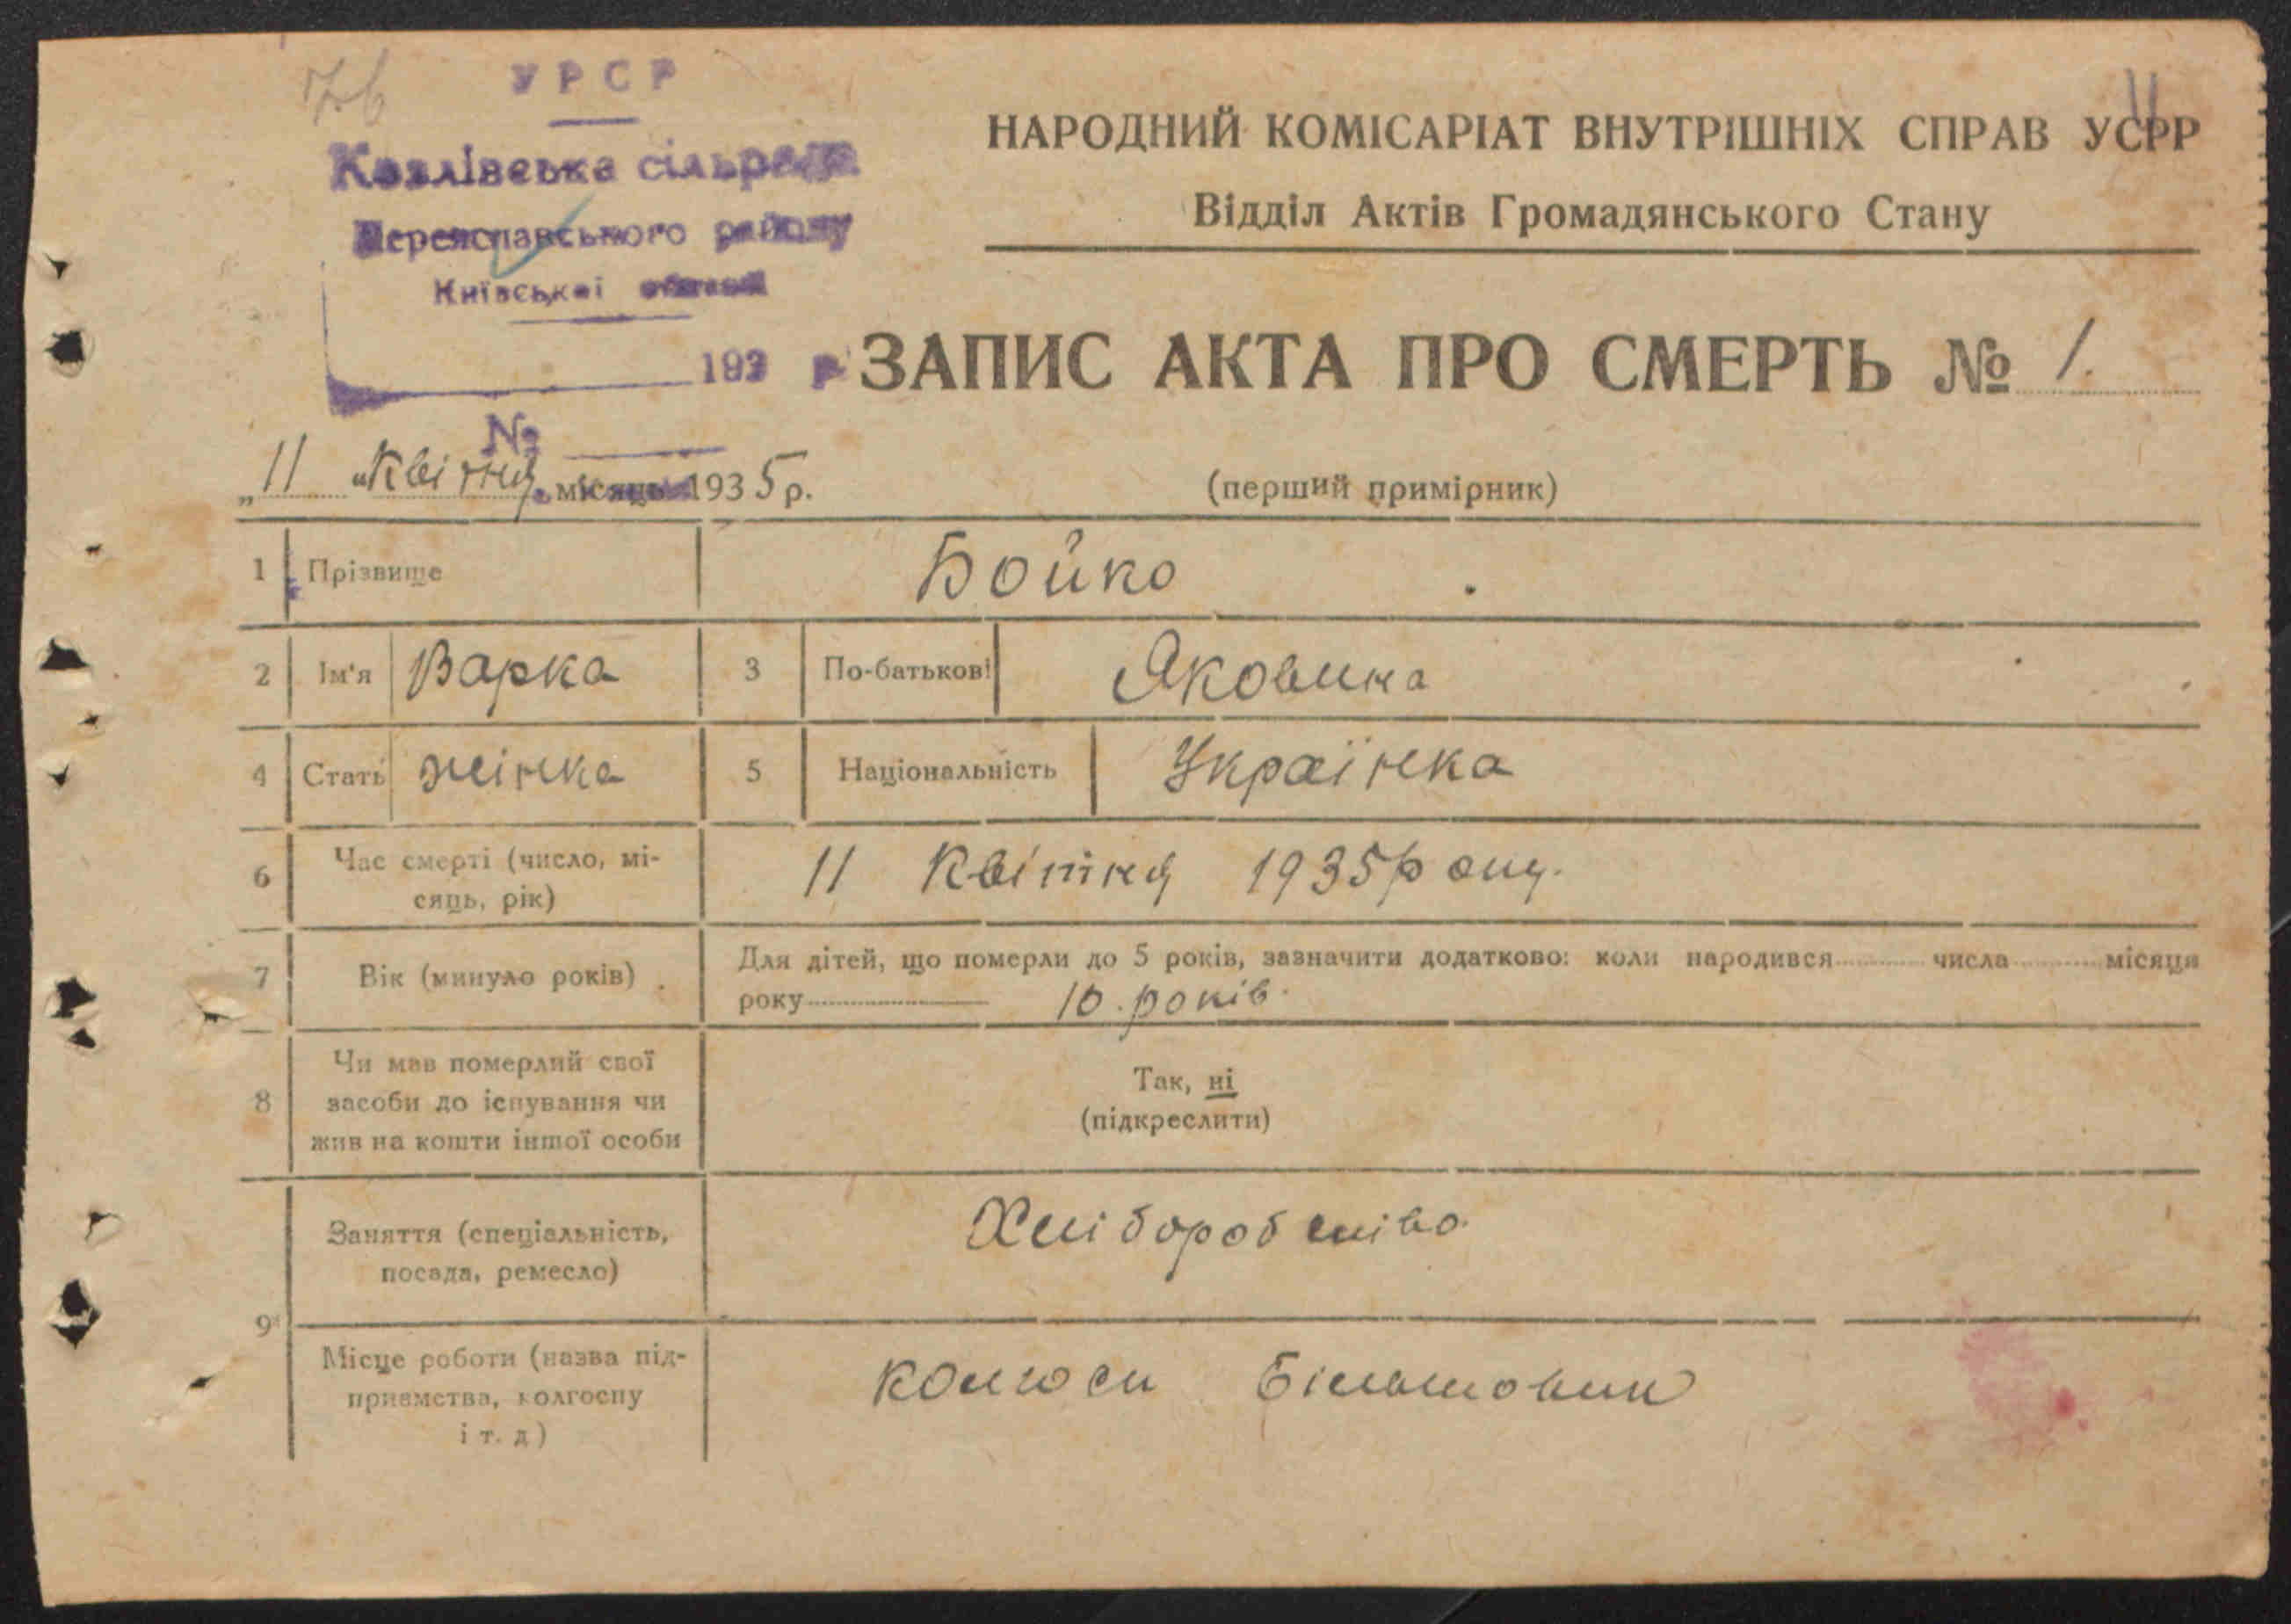 УРСР
Козлівська сільрада
Переяславського району
Київської області
193 р
№
НАРОДНИЙ КОМІСАРІАТ ВНУТРІШНІХ СПРАВ УСРР
Відділ Актів Громадянського Стану
ЗАПИС АКТА ПРО СМЕРТЬ № 1.
„11 " Квітня місяця 1935 р.
(перший примірник)
1 Прізвище Бойко
2 Ім'я Варка 3 По-батькові Яковина
4 Стать жінка 5 Національність Українка
6 Час смерті (число, мі-
сяць, рік) 11 Квітня 1935 року.
7 Вік (минуло років) Для дітей, що померли до 5 років, зазначити додатково: коли народився числа місяця
року 10. років.
8 Чи мав померлий свої
засоби до існування чи
жив на кошти іншої особи
Так, ні
(підкреслити)
9 Заняття (спеціальність,
посада, ремесло) Хліборобство
Місце роботи (назва під-
приємства, колгоспу
і т. д)